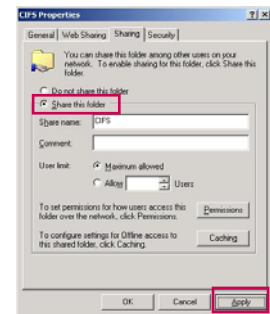 CIFS Properties
General Web Sharing Sharing Security
You can share this folder among other users on your
network. To enable sharing for this folder, click Share this
folder.
Do not share this folder
Share this folder
Share name: CIFS
Comment:
User limit: Maximum allowed
Allow Users
To set permissions for how users access this
folder over the network, click Permissions.
Permissions
To configure settings for Offline access to
this shared folder, click Caching.
Caching
OK Cancel Apply